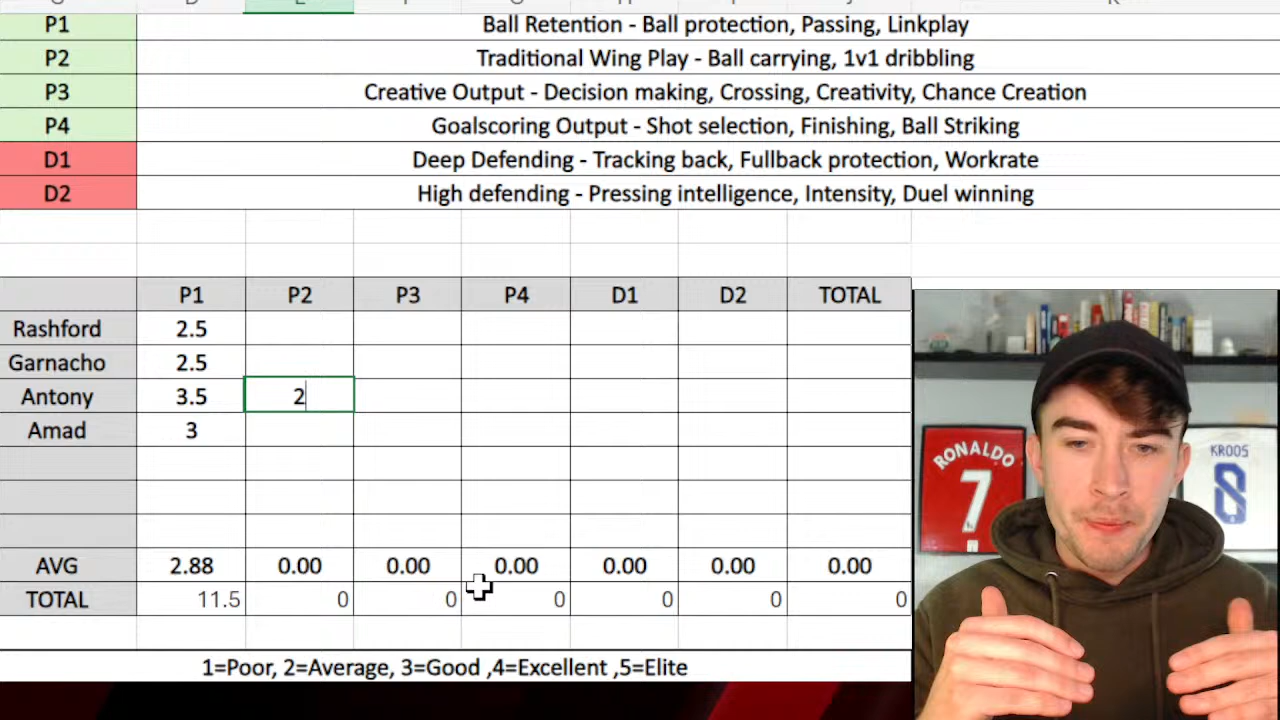 P1 Ball Retention - Ball protection, Passing, Linkplay
P2 Traditional Wing Play - Ball carrying, 1v1 dribbling
P3 Creative Output - Decision making, Crossing, Creativity, Chance Creation
P4 Goalscoring Output - Shot selection, Finishing, Ball Striking
D1 Deep Defending - Tracking back, Fullback protection, Workrate
D2 High defending - Pressing intelligence, Intensity, Duel winning
P1 P2 P3 P4 D1 D2 TOTAL
Rashford 2.5
Garnacho 2.5
Antony 3.5 2
Amad 3
AVG 2.88 0.00 0.00 0.00 0.00 0.00 0.00
TOTAL 11.5 0 0 0 0 0 0
1=Poor, 2=Average, 3=Good ,4=Excellent ,5=Elite
RONALDO
7
KROOS
8